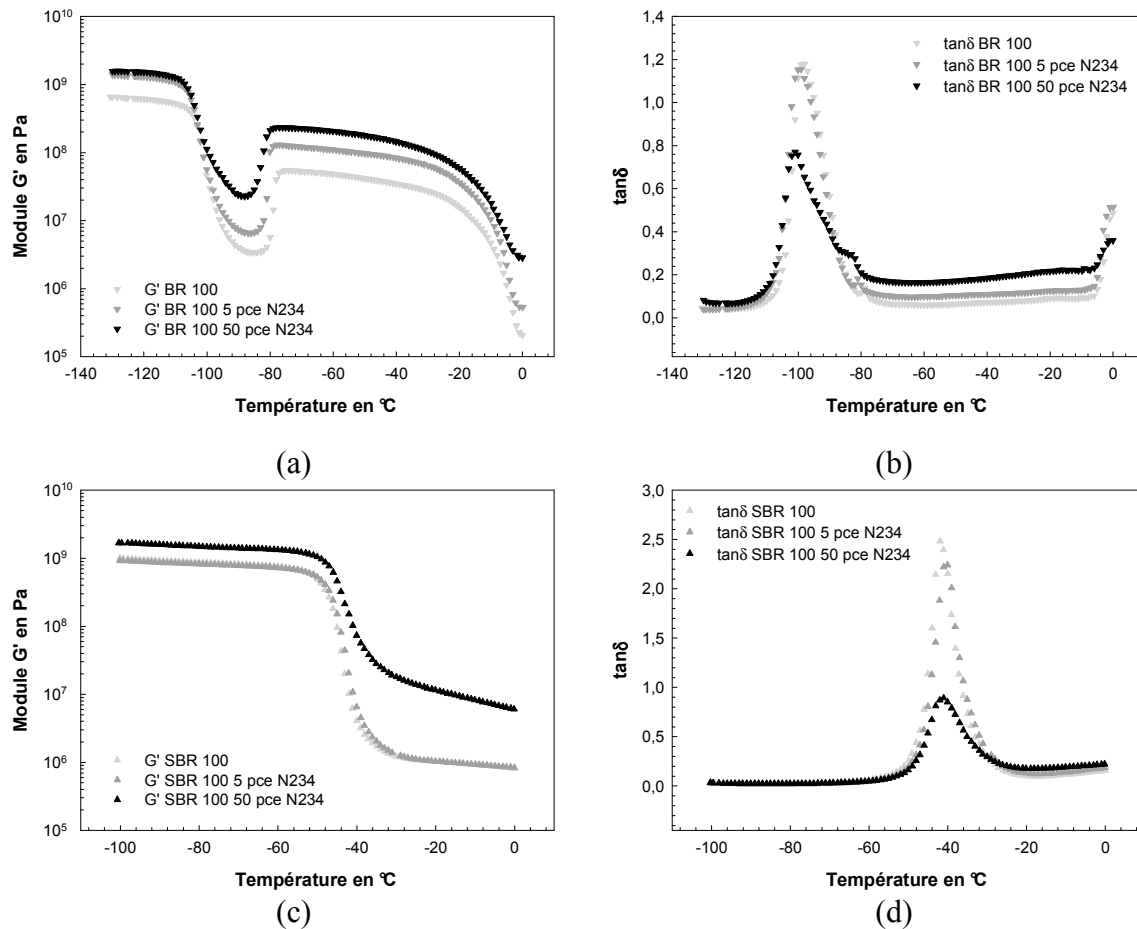 Module G' en Pa
10^10
10^9
10^8
10^7
10^6
10^5
G' BR 100
G' BR 100 5 pce N234
G' BR 100 50 pce N234
-140 -120 -100 -80 -60 -40 -20 0
Température en °C
(a)
tanδ
1,4
1,2
1,0
0,8
0,6
0,4
0,2
0,0
tanδ BR 100
tanδ BR 100 5 pce N234
tanδ BR 100 50 pce N234
-140 -120 -100 -80 -60 -40 -20 0
Température en °C
(b)
Module G' en Pa
10^10
10^9
10^8
10^7
10^6
10^5
G' SBR 100
G' SBR 100 5 pce N234
G' SBR 100 50 pce N234
-100 -80 -60 -40 -20 0
Température en °C
(c)
tanδ
3,0
2,5
2,0
1,5
1,0
0,5
0,0
tanδ SBR 100
tanδ SBR 100 5 pce N234
tanδ SBR 100 50 pce N234
-100 -80 -60 -40 -20 0
Température en °C
(d)